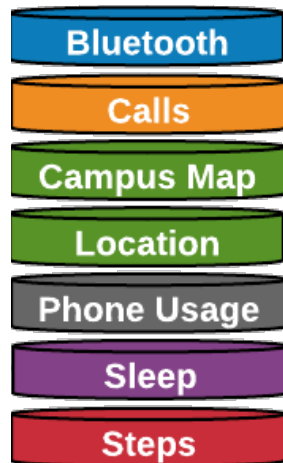 Bluetooth
Calls
Campus Map
Location
Phone Usage
Sleep
Steps